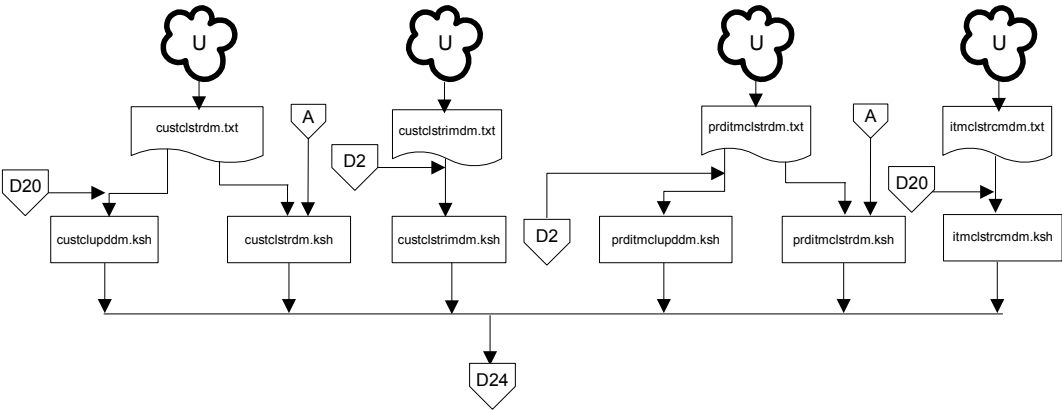 U
U
U
U
custclstrdm.txt
A
custclstrimdm.txt
prditmclstrdm.txt
A
itmclstrcmdm.txt
D20
D2
D20
D2
custclupddm.ksh
custclstrdm.ksh
custclstrimdm.ksh
prditmclupddm.ksh
prditmclstrdm.ksh
itmclstrcmdm.ksh
D24